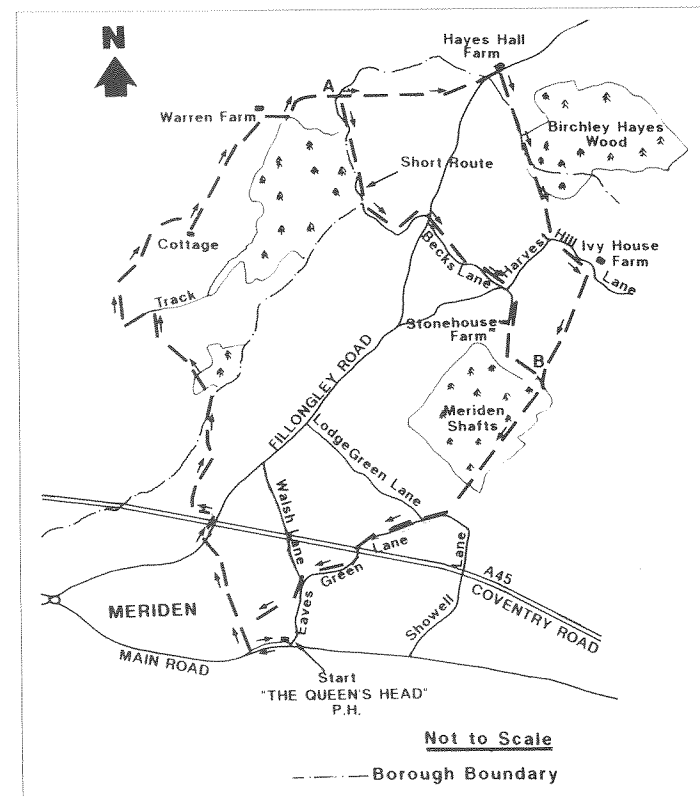 N
Hayes Hall
Farm
A
Warren Farm
Birchley Hayes
Wood
Short Route
Cottage
Becks Lane
Harvest Hill
Lane
Ivy House
Farm
Track
Stonehouse
Farm
B
FILLONGLEY ROAD
Meriden
Shafts
Lodge Green Lane
Walsh Lane
Eaves
Green
Lane
Showell
Lane
A45
COVENTRY ROAD
MERIDEN
MAIN ROAD
Start
"THE QUEEN'S HEAD"
P.H.
Not to Scale
Borough Boundary